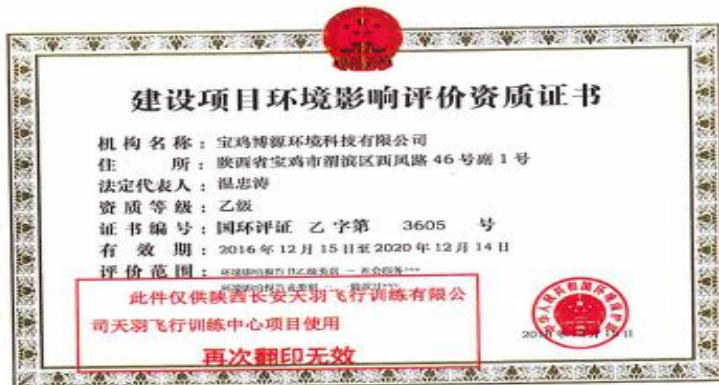 建设项目环境影响评价资质证书
机构名称：宝鸡博源环境科技有限公司
住 所：陕西省宝鸡市渭滨区西凤路46号副1号
法定代表人：温忠涛
资质等级：乙级
证书编号：国环评证 乙 字第 3605 号
有 效 期：2016年12月15日至2020年12月14日
评价范围：
此件仅供陕西长安天羽飞行训练有限公
司天羽飞行训练中心项目使用
再次翻印无效